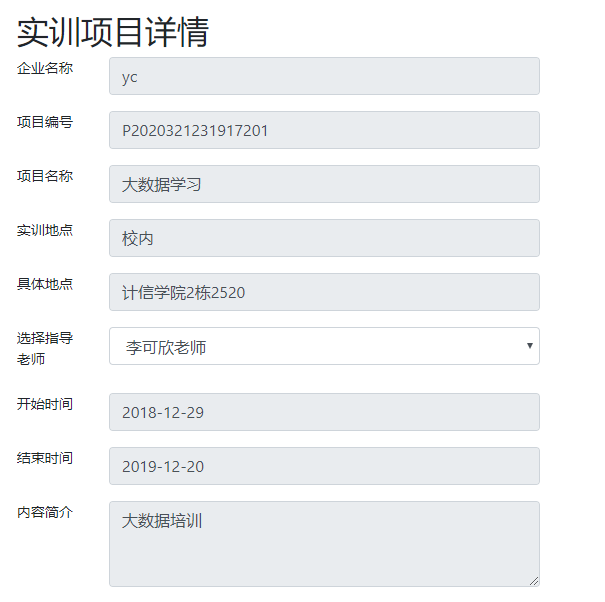 实训项目详情
企业名称
yc
项目编号
P2020321231917201
项目名称
大数据学习
实训地点
校内
具体地点
计信学院2栋2520
选择指导
老师
李可欣老师
开始时间
2018-12-29
结束时间
2019-12-20
内容简介
大数据培训